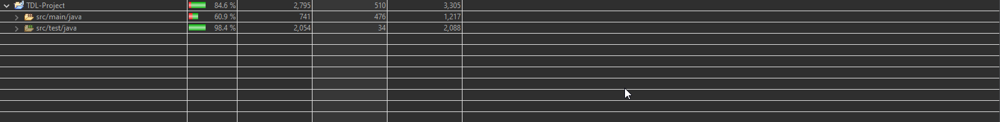 TDL-Project 84.6 % 2,795 510 3,305
src/main/java 60.9 % 741 476 1,217
src/test/java 98.4 % 2,054 34 2,088